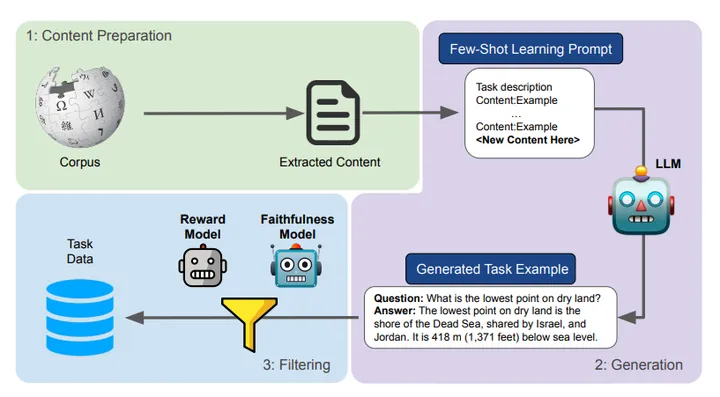 1: Content Preparation
Corpus
Extracted Content
Few-Shot Learning Prompt
Task description
Content:Example
...
Content:Example
<New Content Here>
LLM
Generated Task Example
Question: What is the lowest point on dry land?
Answer: The lowest point on dry land is the
shore of the Dead Sea, shared by Israel, and
Jordan. It is 418 m (1,371 feet) below sea level.
2: Generation
Reward
Model
Faithfulness
Model
Task
Data
3: Filtering